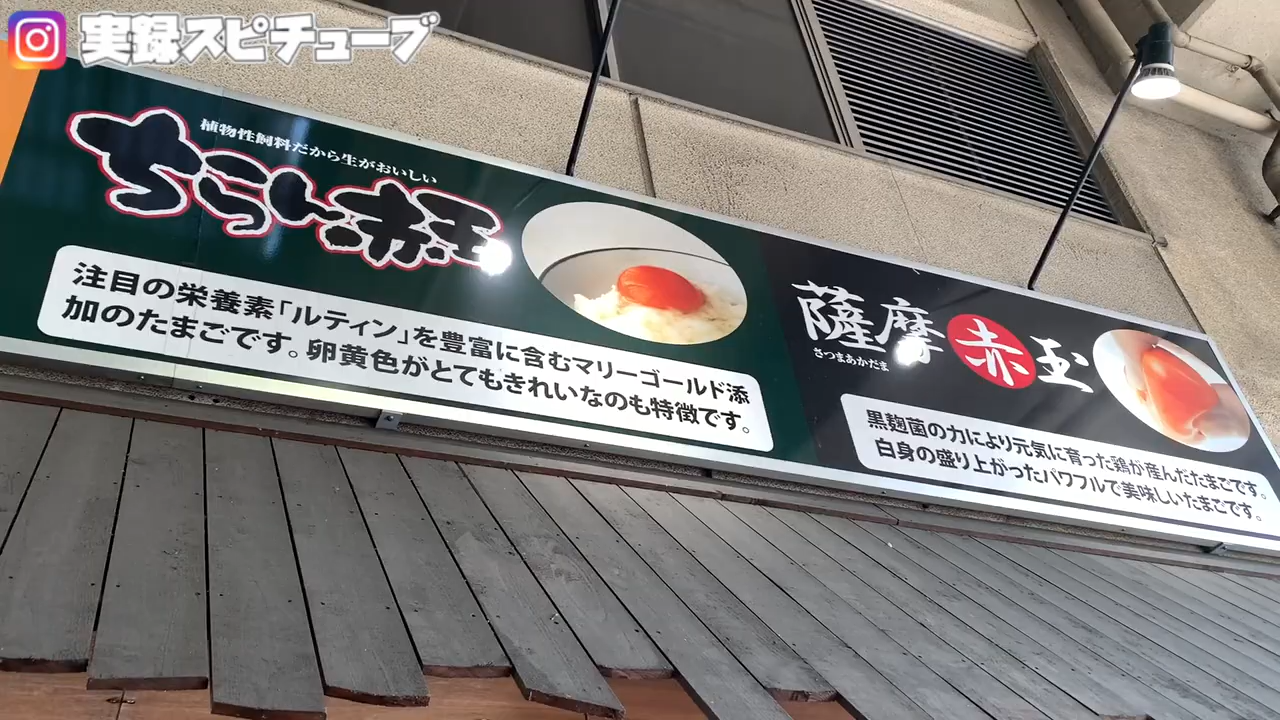 実録スピチューブ
植物性飼料だから生がおいしい
ちらん赤玉
注目の栄養素「ルティン」を豊富に含むマリーゴールド添
加のたまごです。卵黄色がとてもきれいなのも特徴です。
薩摩赤玉
さつまあかだま
黒麹菌の力により元気に育った鶏が産んだたまごです。
白身の盛り上がったパワフルで美味しいたまごです。